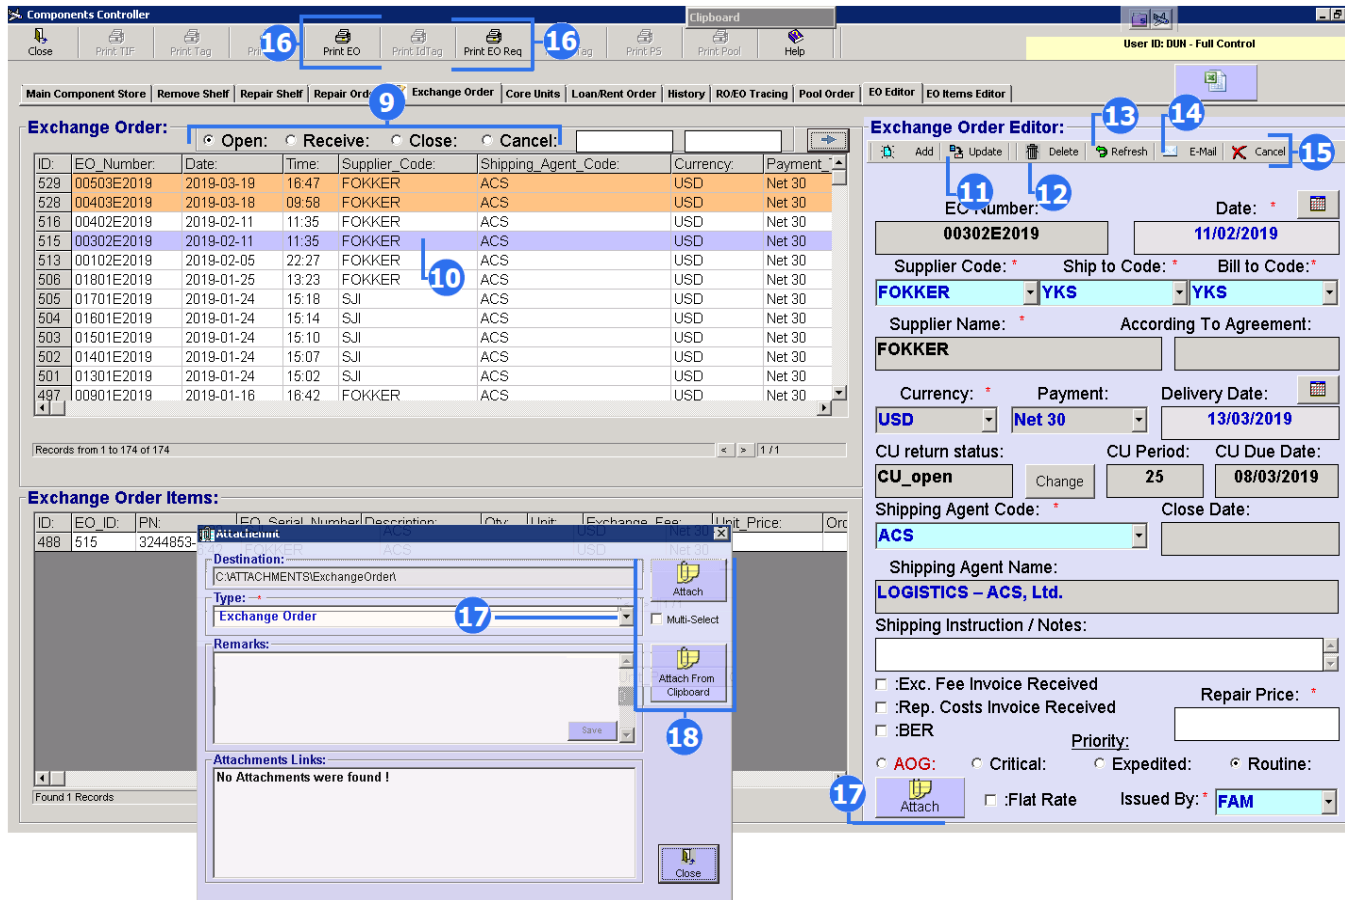 Components Controller
Clipboard
Close
Print TIF
Print Tag
16
Print EO
Print IdTag
Print EO Req
16
Print PS
Print Pool
Help
User ID: DUN - Full Control
Main Component Store
Remove Shelf
Repair Shelf
Exchange Order
Core Units
Loan/Rent Order
History
RO/EO Tracing
Pool Order
EO Editor
EO Items Editor
9
Exchange Order:
Open:
Receive:
Close:
Cancel:
ID: EO_Number: Date: Time: Supplier_Code: Shipping_Agent_Code: Currency:
529 00503E2019 2019-03-19 16:47 FOKKER ACS USD Net 30
528 00403E2019 2019-03-18 09:58 FOKKER ACS USD Net 30
516 00402E2019 2019-02-11 11:35 FOKKER ACS USD Net 30
515 00302E2019 2019-02-11 11:35 FOKKER ACS USD Net 30
513 00102E2019 2019-02-05 22:27 FOKKER ACS USD Net 30
506 01801E2019 2019-01-25 13:23 FOKKER ACS USD Net 30
505 01701E2019 2019-01-24 15:18 SJI ACS USD Net 30
504 01601E2019 2019-01-24 15:14 SJI ACS USD Net 30
503 01501E2019 2019-01-24 15:10 SJI ACS USD Net 30
502 01401E2019 2019-01-24 15:07 SJI ACS USD Net 30
501 01301E2019 2019-01-24 15:02 SJI ACS USD Net 30
497 00901E2019 2019-01-16 16:42 FOKKER ACS USD Net 30
10
Records from 1 to 174 of 174
< > 1 / 1
Exchange Order Items:
ID: EO_ID: PN: EO_Serial_Number Description: Qty: Unit: Exchange_Fee: Unit_Price:
488 515 3244853-
Found 1 Records
Attachemnt
Destination:
C:\ATTACHMENTS\ExchangeOrder\
Type: *
Exchange Order
17
Remarks:
Save
Attachments Links:
No Attachments were found !
Attach
Multi-Select
Attach From
Clipboard
18
Close
Exchange Order Editor:
13
14
15
Add
Update
Delete
Refresh
E-Mail
Cancel
11
12
EO Number:
Date: *
00302E2019
11/02/2019
Supplier Code: *
Ship to Code: *
Bill to Code:*
FOKKER
YKS
YKS
Supplier Name: *
According To Agreement:
FOKKER
Currency: *
Payment:
Delivery Date:
USD
Net 30
13/03/2019
CU return status:
CU Period:
CU Due Date:
CU_open
Change
25
08/03/2019
Shipping Agent Code: *
Close Date:
ACS
Shipping Agent Name:
LOGISTICS – ACS, Ltd.
Shipping Instruction / Notes:
:Exc. Fee Invoice Received
Repair Price: *
:Rep. Costs Invoice Received
:BER
Priority:
AOG:
Critical:
Expedited:
Routine:
17
Attach
:Flat Rate
Issued By: *
FAM